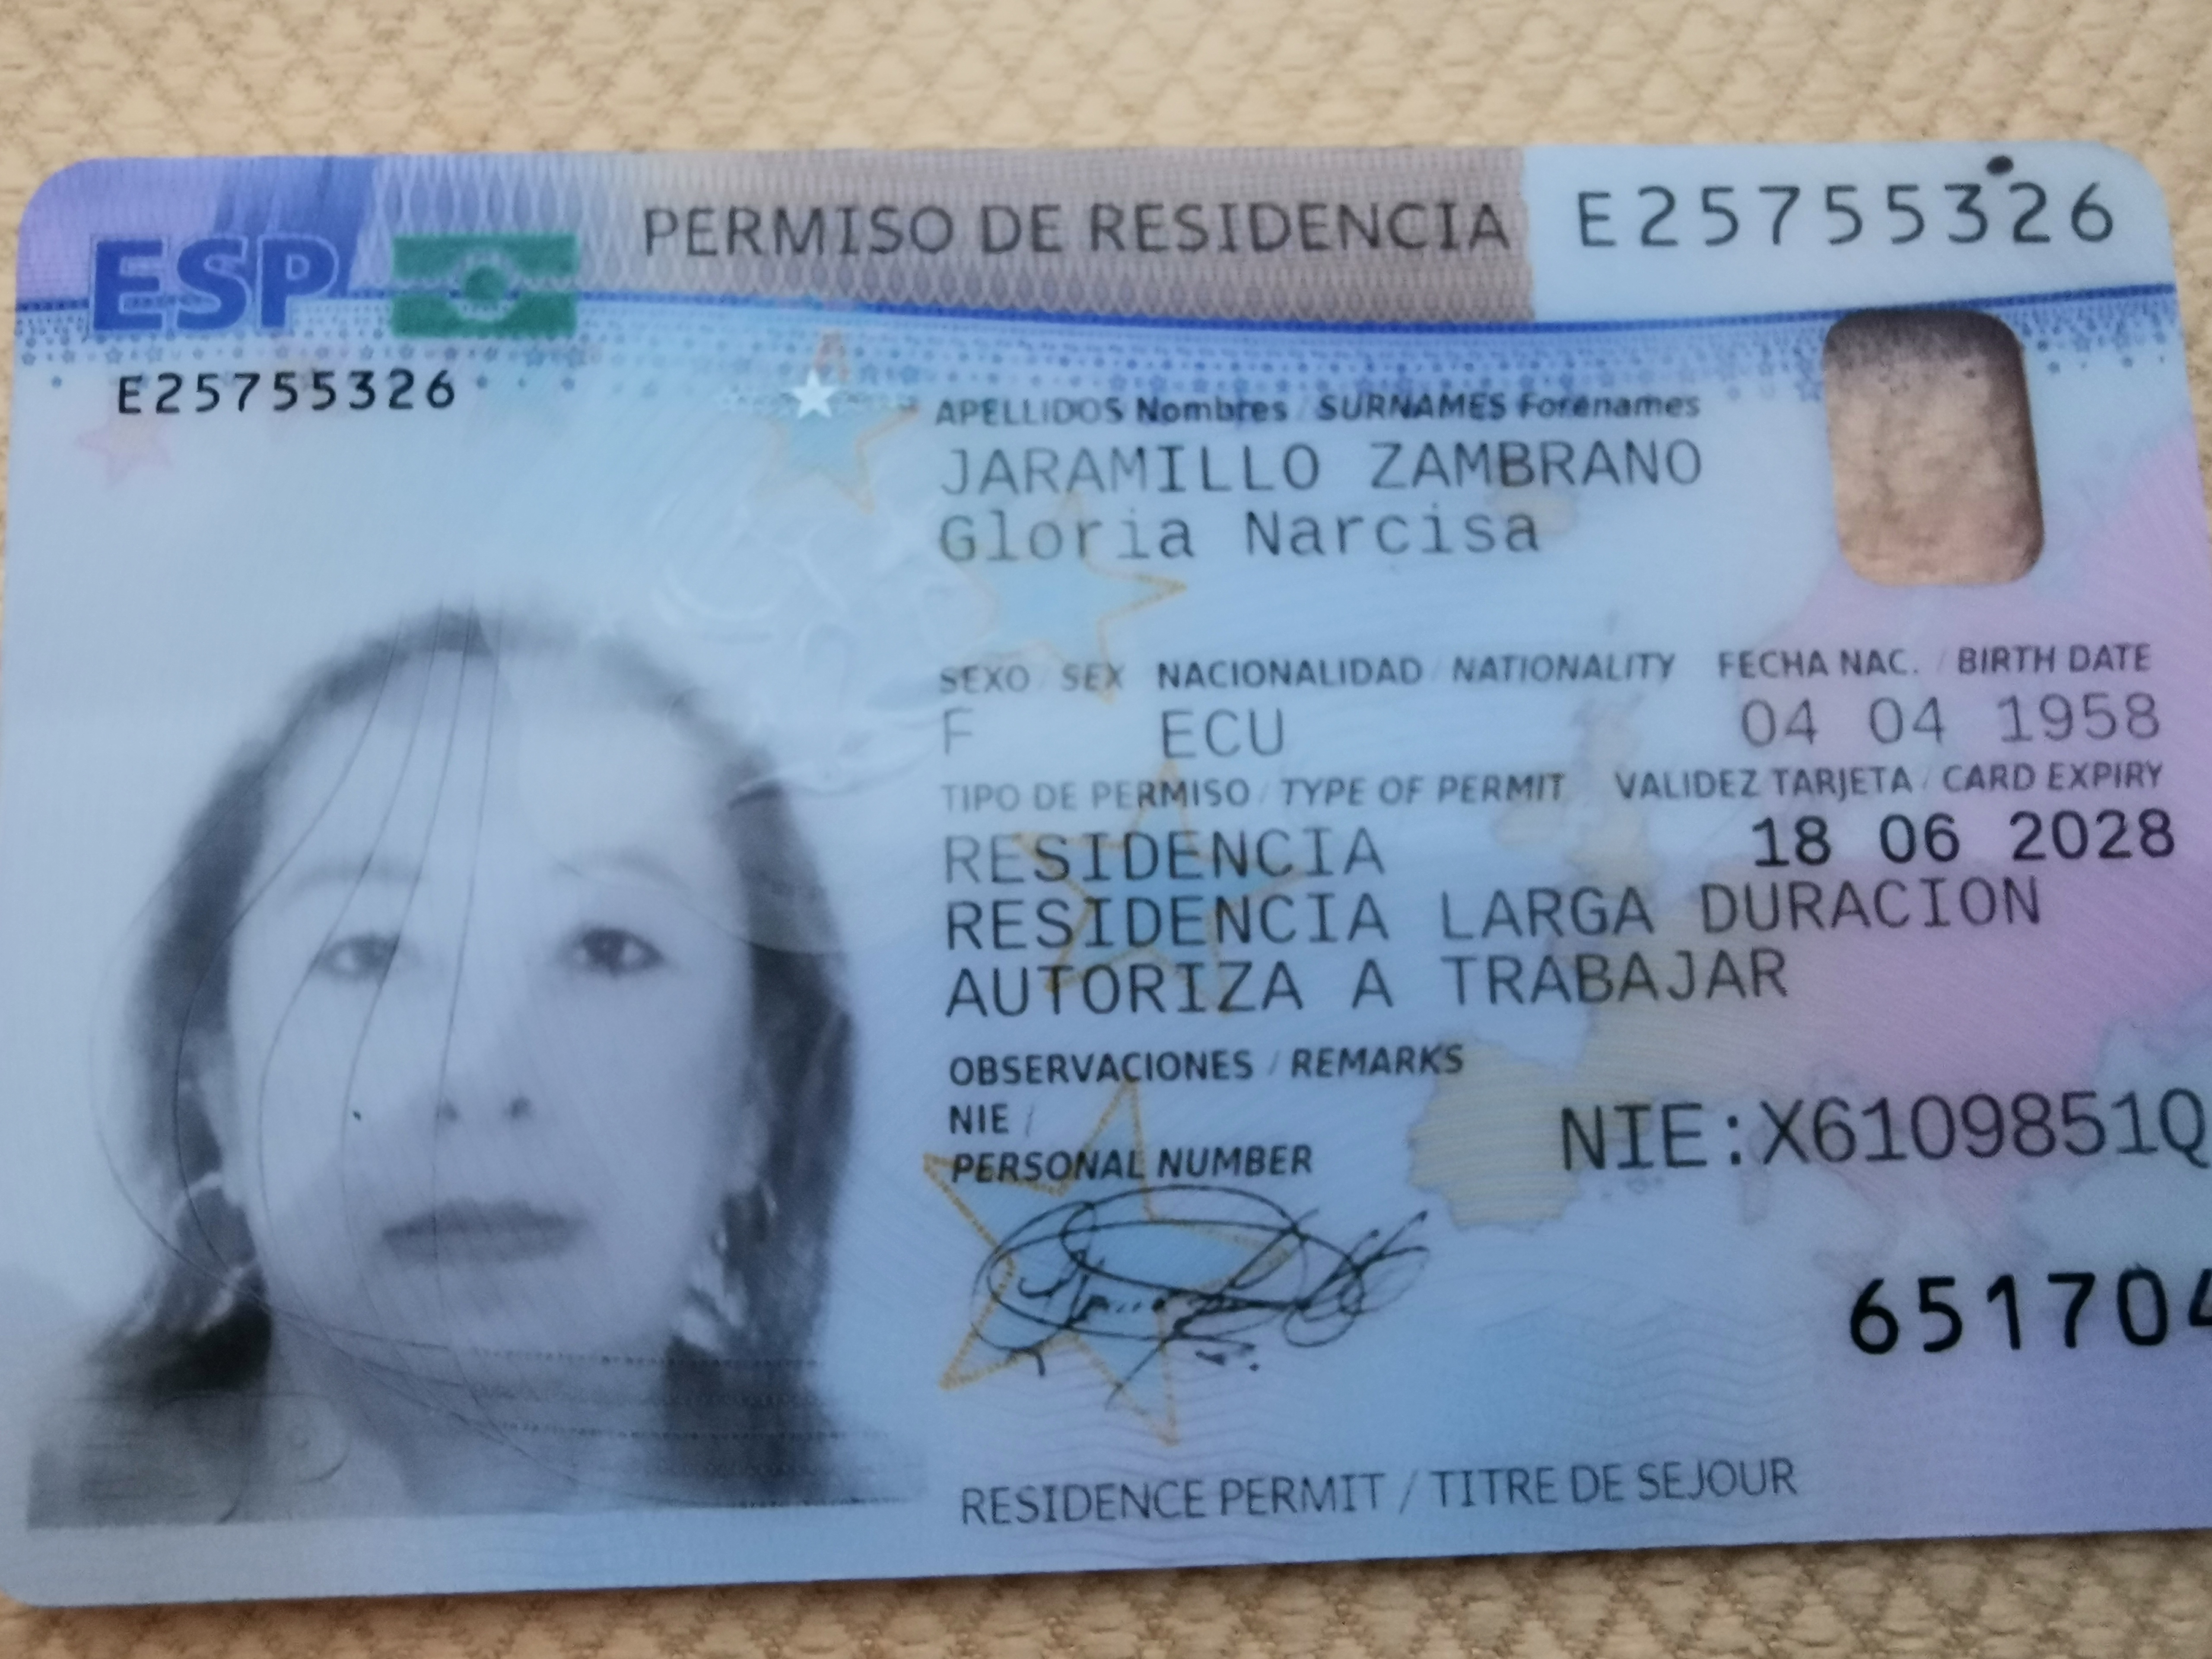 ESP
PERMISO DE RESIDENCIA E25755326
E25755326
APELLIDOS Nombres / SURNAMES Forenames
JARAMILLO ZAMBRANO
Gloria Narcisa
SEXO / SEX NACIONALIDAD / NATIONALITY FECHA NAC. / BIRTH DATE
F ECU 04 04 1958
TIPO DE PERMISO / TYPE OF PERMIT VALIDEZ TARJETA / CARD EXPIRY
RESIDENCIA 18 06 2028
RESIDENCIA LARGA DURACION
AUTORIZA A TRABAJAR
OBSERVACIONES / REMARKS
NIE / NIE:X6109851Q
PERSONAL NUMBER
651704
RESIDENCE PERMIT / TITRE DE SEJOUR